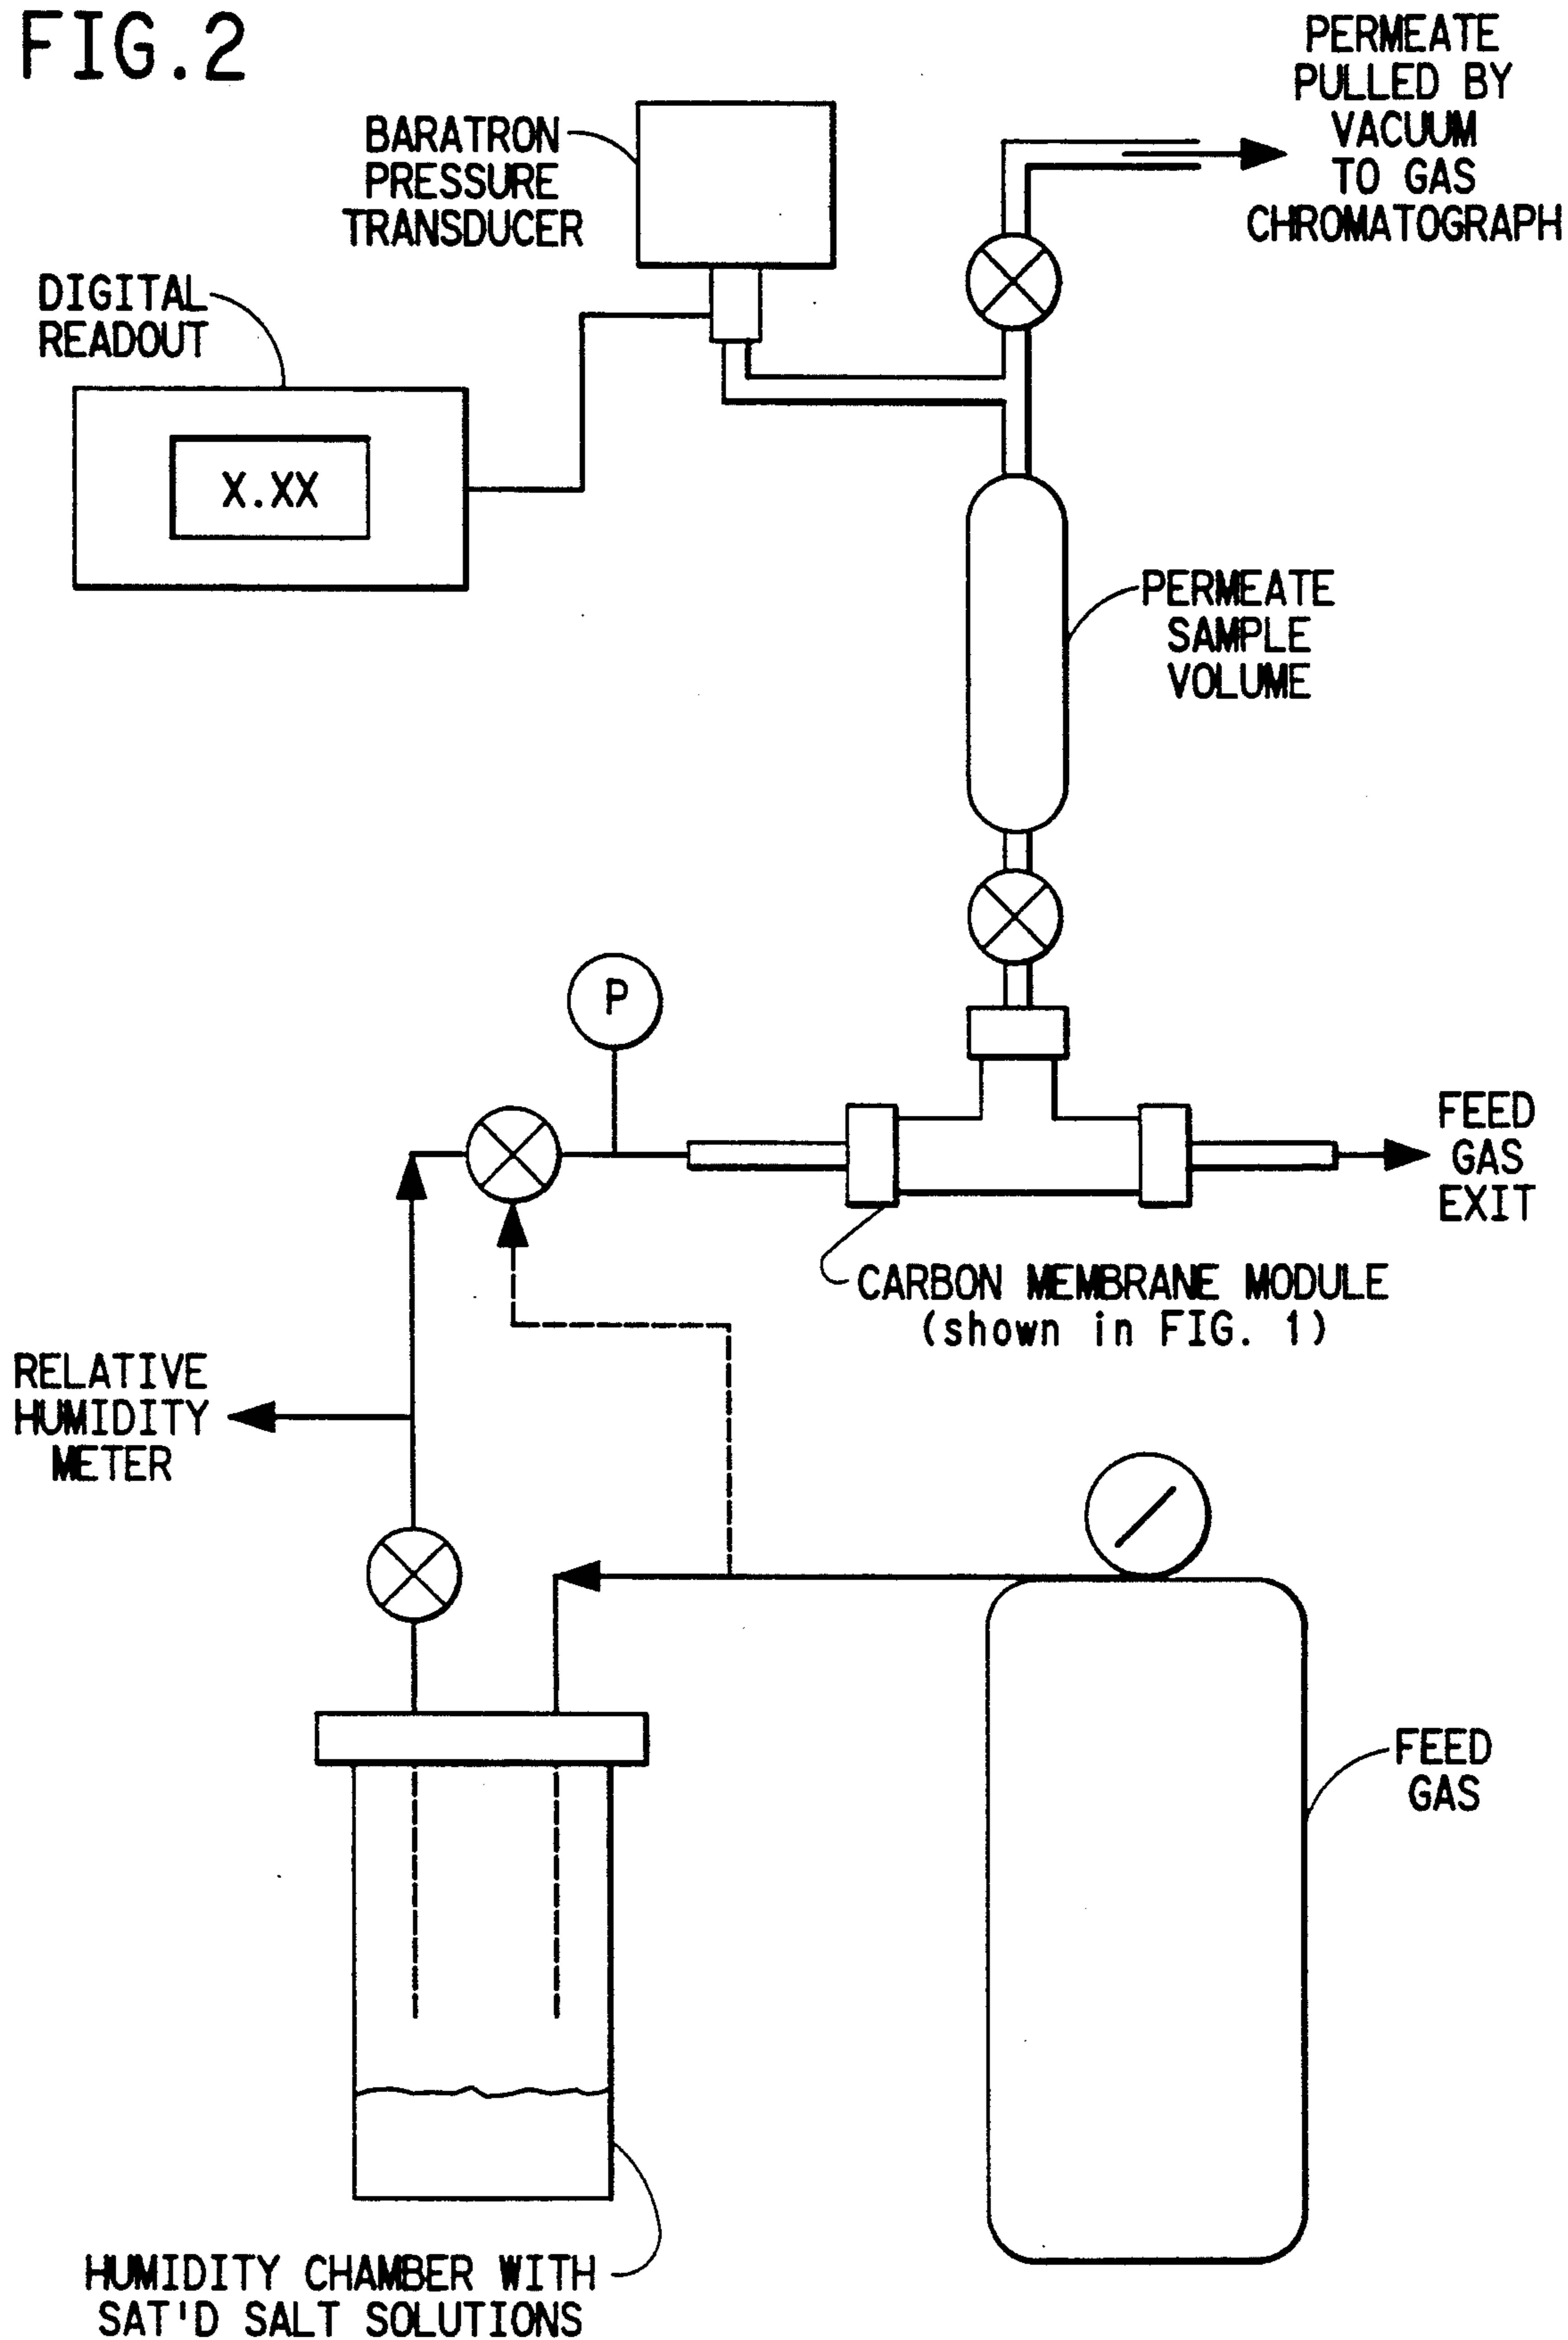 FIG.2
PERMEATE
PULLED BY
VACUUM
TO GAS
CHROMATOGRAPH
BARATRON
PRESSURE
TRANSDUCER
DIGITAL
READOUT
X.XX
PERMEATE
SAMPLE
VOLUME
P
FEED
GAS
EXIT
CARBON MEMBRANE MODULE
(shown in FIG. 1)
RELATIVE
HUMIDITY
METER
FEED
GAS
HUMIDITY CHAMBER WITH
SAT'D SALT SOLUTIONS